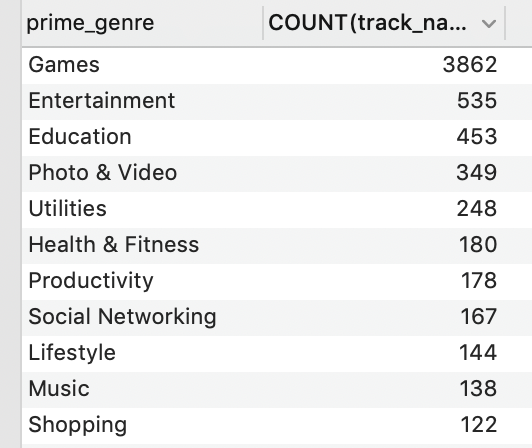 prime_genre COUNT(track_na...
Games 3862
Entertainment 535
Education 453
Photo & Video 349
Utilities 248
Health & Fitness 180
Productivity 178
Social Networking 167
Lifestyle 144
Music 138
Shopping 122